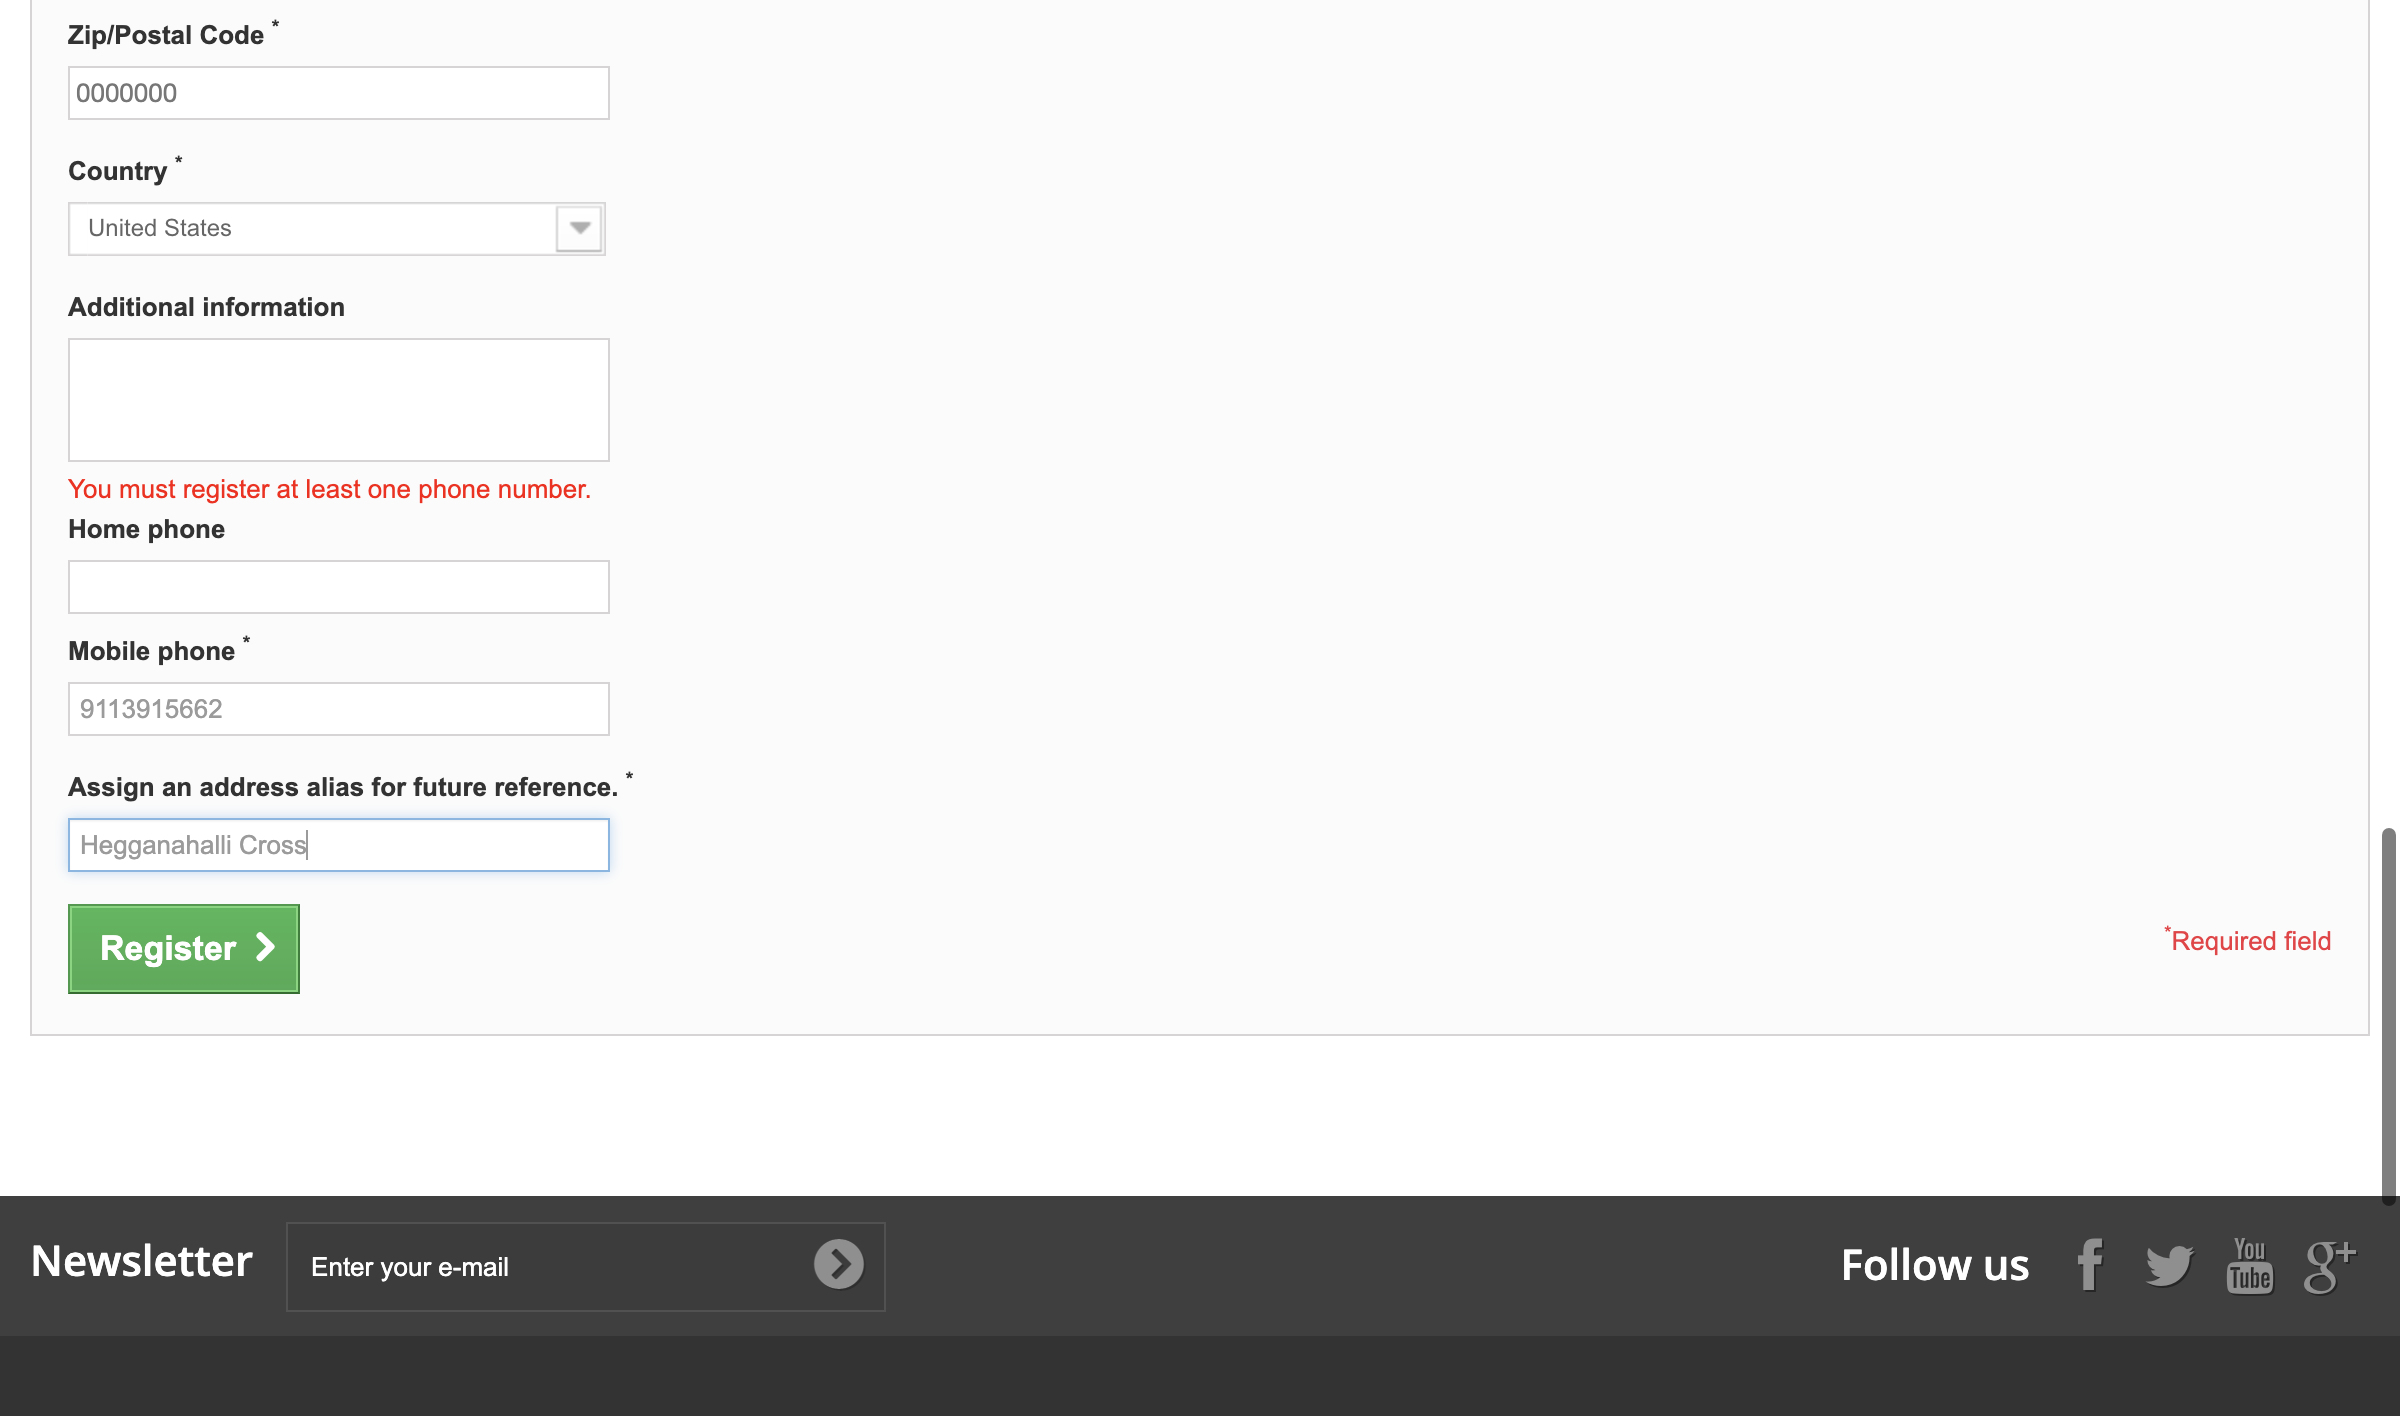 Zip/Postal Code *
0000000
Country *
United States
Additional information
You must register at least one phone number.
Home phone
Mobile phone *
9113915662
Assign an address alias for future reference. *
Hegganahalli Cross
Register
*Required field
Newsletter
Enter your e-mail
Follow us
f
You
Tube
g+